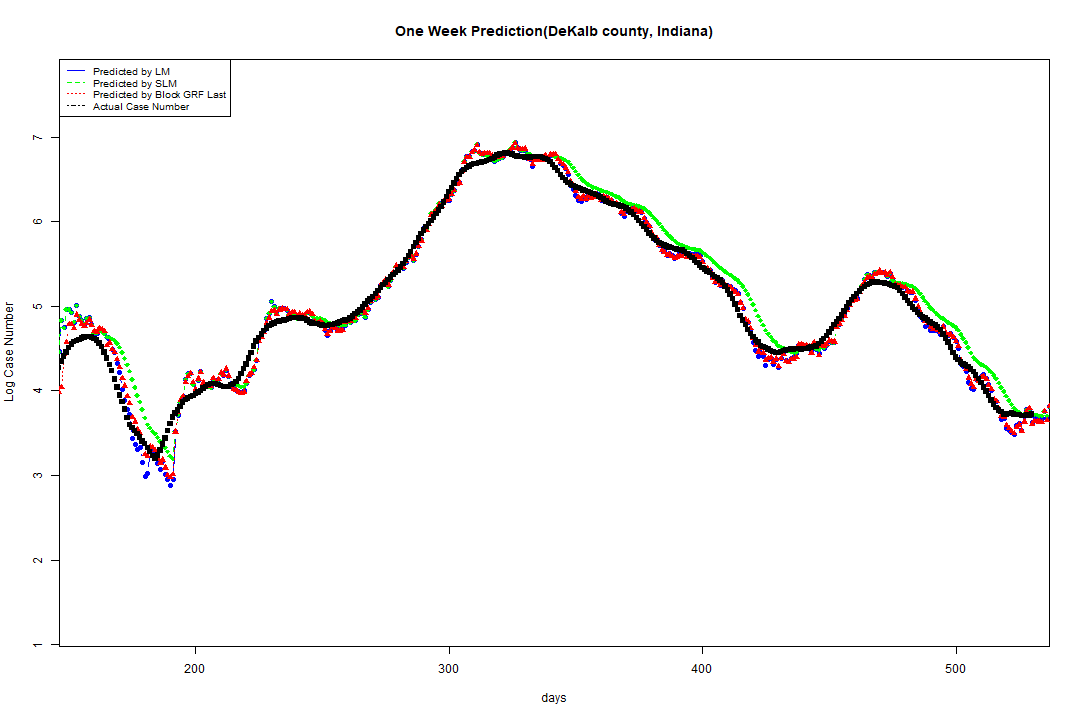 One Week Prediction(DeKalb county, Indiana)
Predicted by LM
Predicted by SLM
Predicted by Block GRF Last
Actual Case Number
Log Case Number
7
6
5
4
3
2
1
200 300 400 500
days